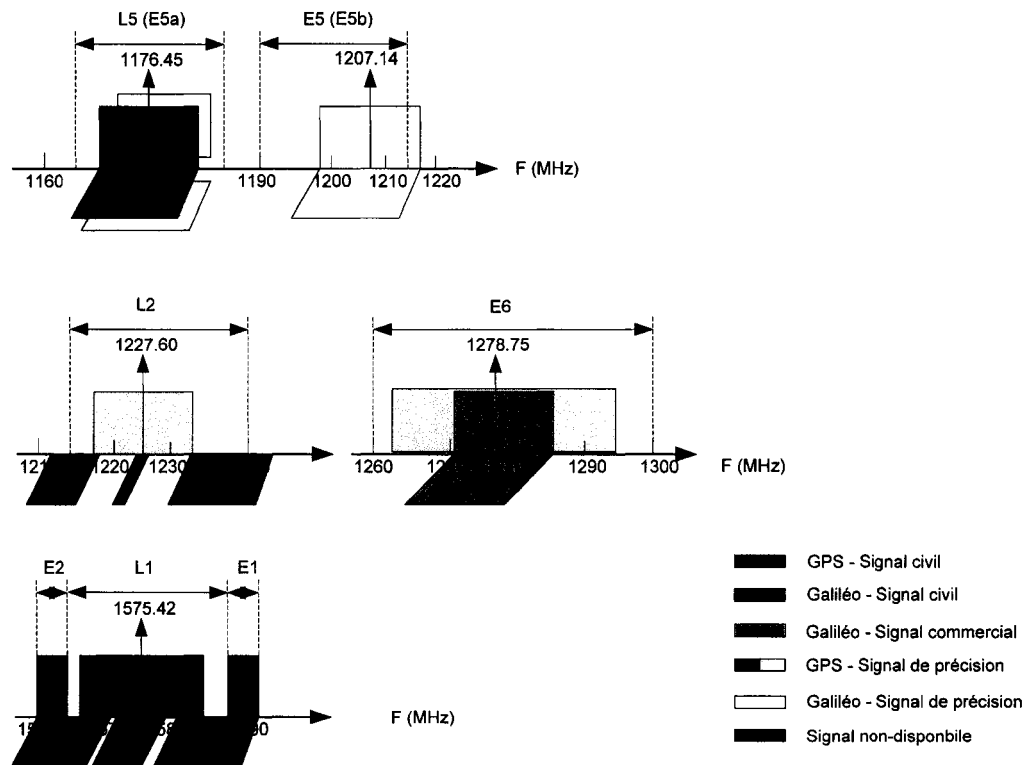 L5 (E5a) E5 (E5b)
1176.45 1207.14
1160 1190 1200 1210 1220 F (MHz)
L2 E6
1227.60 1278.75
1220 1230 1260 1290 1300 F (MHz)
E2 L1 E1
1575.42
F (MHz)
GPS - Signal civil
Galiléo - Signal civil
Galiléo - Signal commercial
GPS - Signal de précision
Galiléo - Signal de précision
Signal non-disponbile